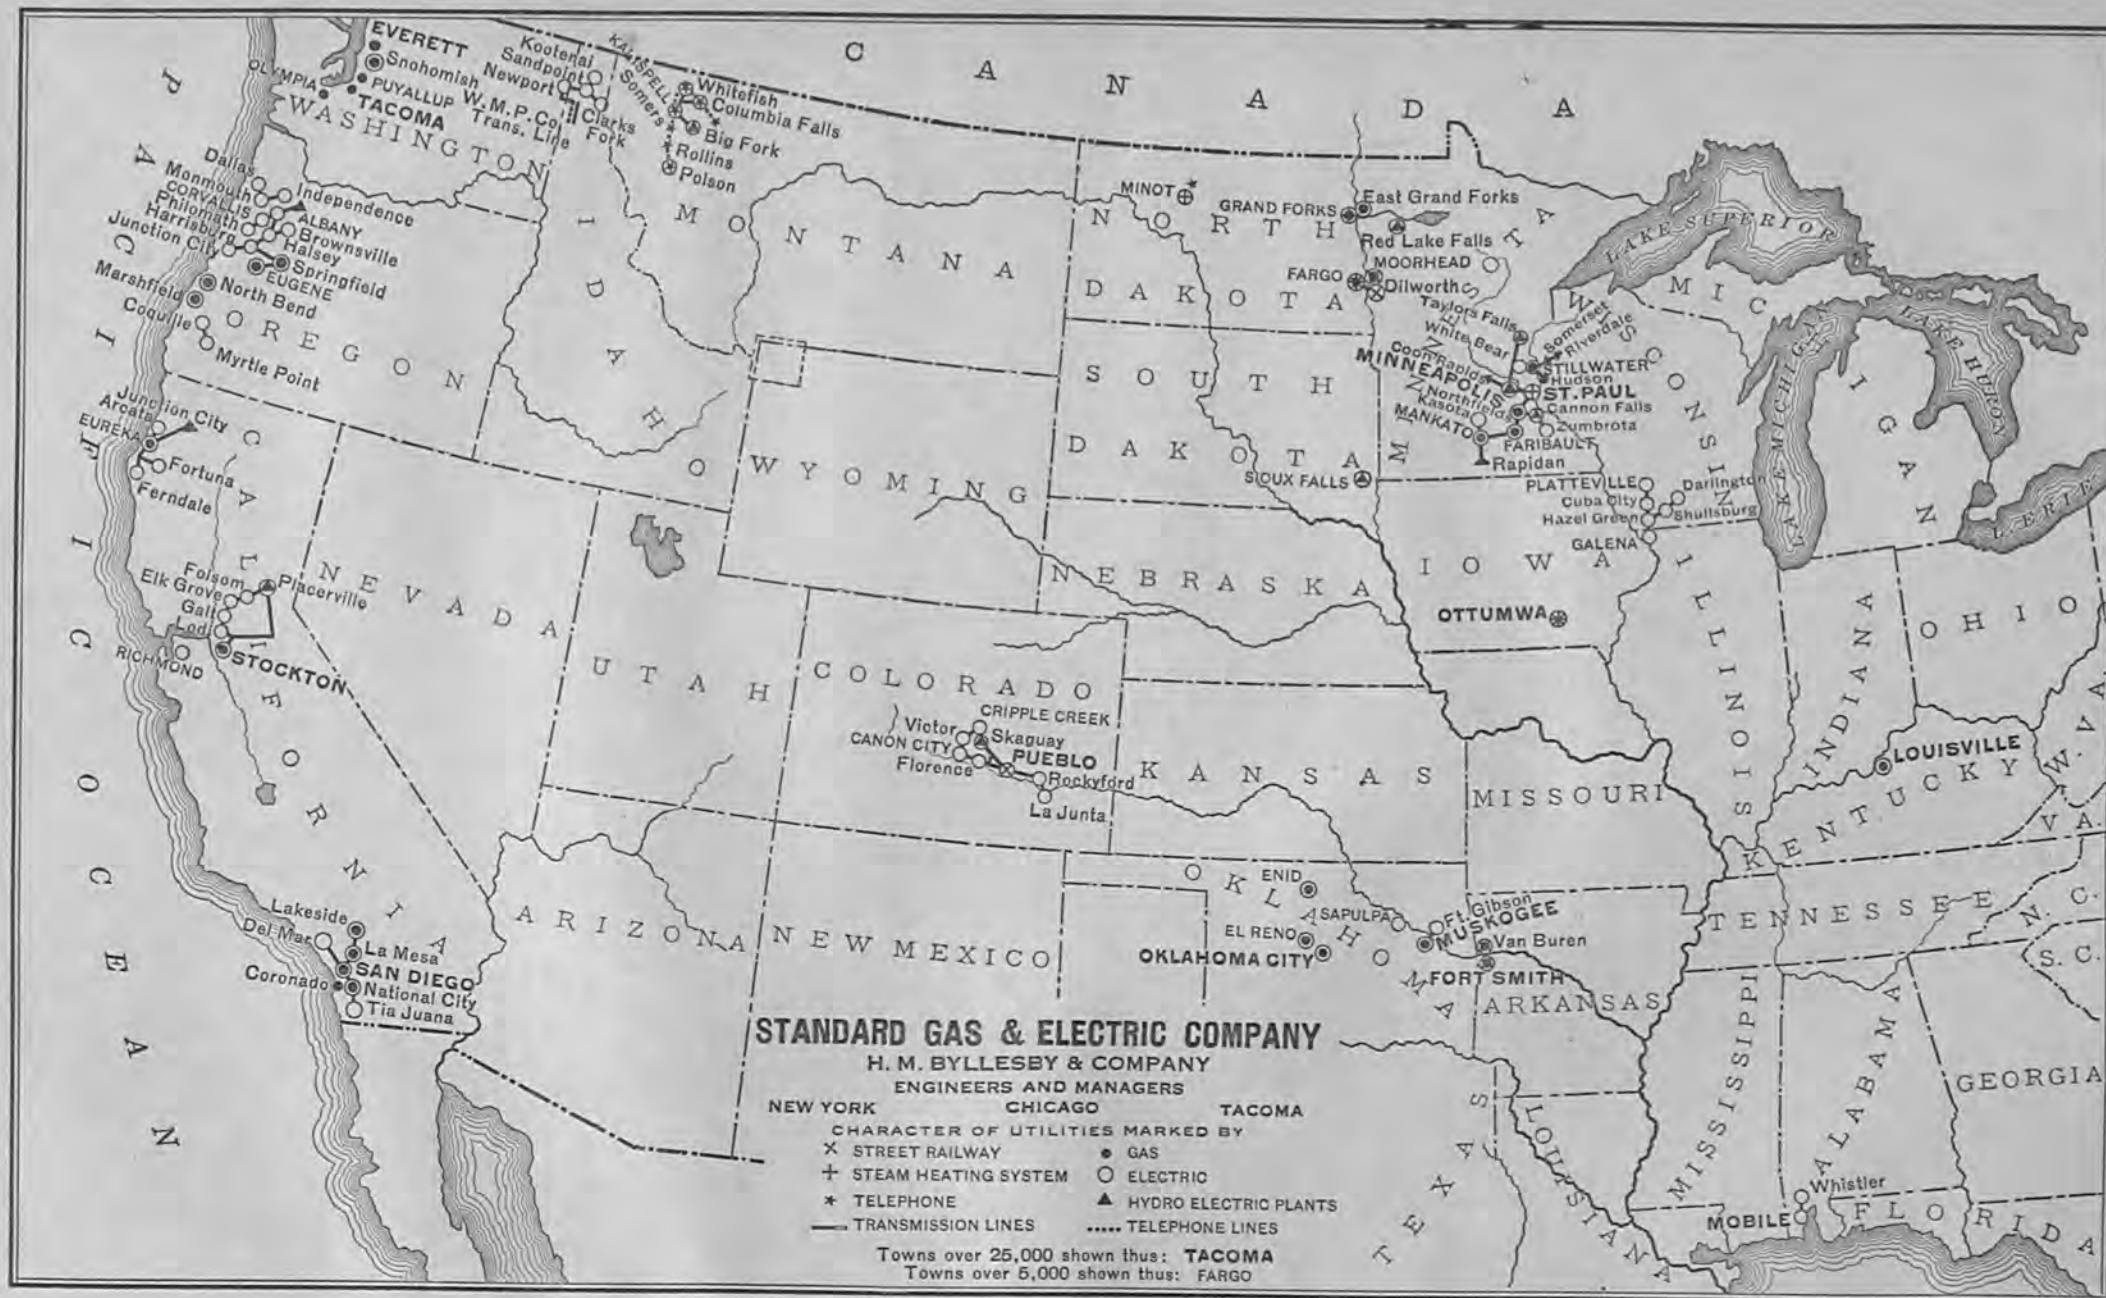 CANADA
PACIFIC OCEAN
EVERETT
Snohomish
OLYMPIA
PUYALLUP
TACOMA
WASHINGTON
W.M.P.Co.
Trans. Line
Kootenai
Sandpoint
Newport
Clarks
Fork
KALISPELL
Somers
Whitefish
Columbia Falls
Big Fork
Rollins
Polson
Dallas
Monmouth
CORVALLIS
Philomath
Harrisburg
Junction City
Independence
ALBANY
Brownsville
Halsey
Springfield
EUGENE
Marshfield
North Bend
Coquille
Myrtle Point
OREGON
IDAHO
MONTANA
NORTH
DAKOTA
MINOT
GRAND FORKS
East Grand Forks
Red Lake Falls
MOORHEAD
FARGO
Dilworth
Taylors Falls
White Bear
Coon Rapids
MINNEAPOLIS
Northfield
Kasota
MANKATO
Somerset
Riverdale
STILLWATER
Hudson
ST. PAUL
Cannon Falls
Zumbrota
FARIBAULT
Rapidan
MINNESOTA
WISCONSIN
MICHIGAN
LAKE SUPERIOR
LAKE MICHIGAN
LAKE HURON
L. ERIE
SOUTH
DAKOTA
SIOUX FALLS
PLATTEVILLE
Cuba City
Hazel Green
GALENA
Darlington
Shullsburg
Junction City
Arcata
EUREKA
Fortuna
Ferndale
CALIFORNIA
NEVADA
WYOMING
NEBRASKA
IOWA
OTTUMWA
ILLINOIS
INDIANA
OHIO
Folsom
Elk Grove
Galt
Lodi
Placerville
RICHMOND
STOCKTON
UTAH
COLORADO
CRIPPLE CREEK
Victor
Skaguay
CANON CITY
PUEBLO
Florence
Rockyford
La Junta
KANSAS
MISSOURI
LOUISVILLE
KENTUCKY
W. VA.
VA.
Lakeside
Del Mar
La Mesa
SAN DIEGO
Coronado
National City
Tia Juana
ARIZONA
NEW MEXICO
OKLAHOMA
ENID
SAPULPA
EL RENO
OKLAHOMA CITY
Ft. Gibson
MUSKOGEE
Van Buren
FORT SMITH
ARKANSAS
TENNESSEE
N. C.
S. C.
MISSISSIPPI
ALABAMA
GEORGIA
TEXAS
LOUISIANA
Whistler
MOBILE
FLORIDA
STANDARD GAS & ELECTRIC COMPANY
H. M. BYLLESBY & COMPANY
ENGINEERS AND MANAGERS
NEW YORK CHICAGO TACOMA
CHARACTER OF UTILITIES MARKED BY
STREET RAILWAY GAS
STEAM HEATING SYSTEM ELECTRIC
TELEPHONE HYDRO ELECTRIC PLANTS
TRANSMISSION LINES TELEPHONE LINES
Towns over 25,000 shown thus: TACOMA
Towns over 5,000 shown thus: FARGO